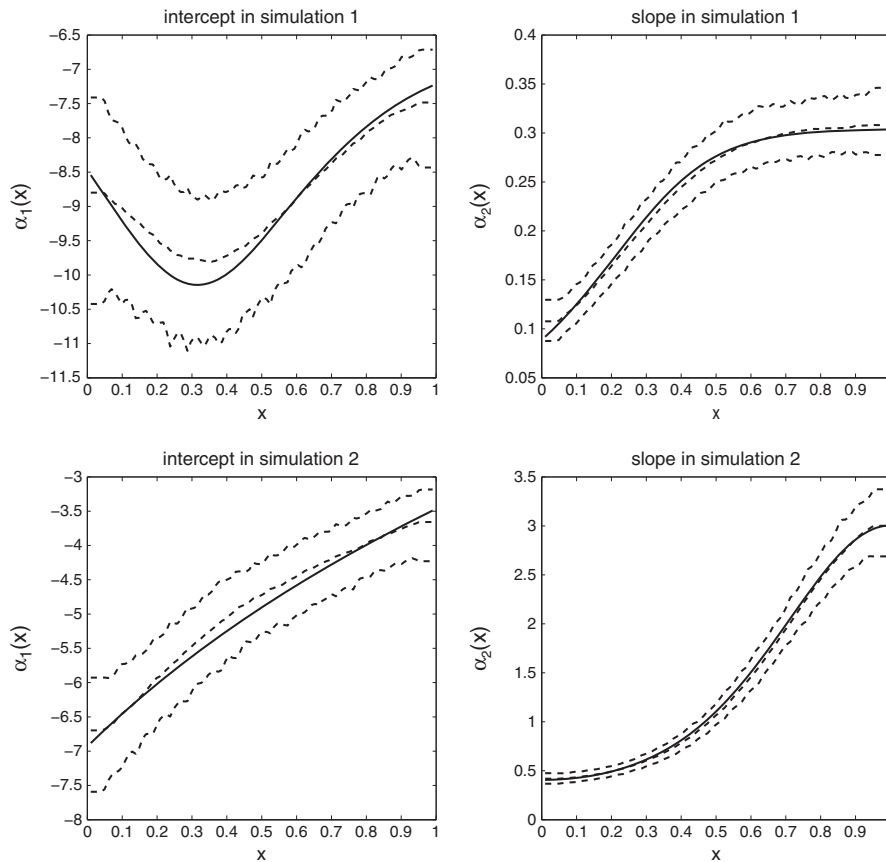 intercept in simulation 1
−6.5
−7
−7.5
−8
−8.5
−9
−9.5
−10
−10.5
−11
−11.5
α1(x)
0 0.1 0.2 0.3 0.4 0.5 0.6 0.7 0.8 0.9 1
x
slope in simulation 1
0.4
0.35
0.3
0.25
0.2
0.15
0.1
0.05
α2(x)
0 0.1 0.2 0.3 0.4 0.5 0.6 0.7 0.8 0.9
x
intercept in simulation 2
−3
−3.5
−4
−4.5
−5
−5.5
−6
−6.5
−7
−7.5
−8
α1(x)
0 0.1 0.2 0.3 0.4 0.5 0.6 0.7 0.8 0.9 1
x
slope in simulation 2
3.5
3
2.5
2
1.5
1
0.5
0
α2(x)
0 0.1 0.2 0.3 0.4 0.5 0.6 0.7 0.8 0.9
x